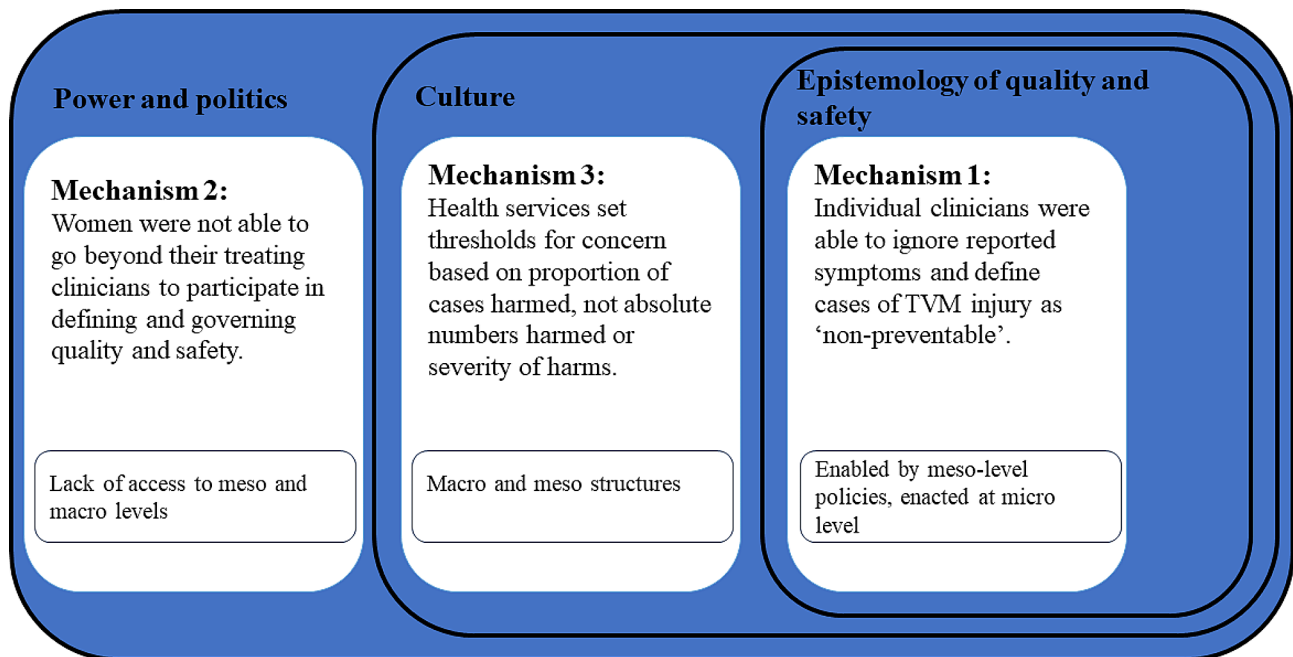 Power and politics
Mechanism 2:
Women were not able to
go beyond their treating
clinicians to participate in
defining and governing
quality and safety.
Lack of access to meso and
macro levels
Culture
Mechanism 3:
Health services set
thresholds for concern
based on proportion of
cases harmed, not absolute
numbers harmed or
severity of harms.
Macro and meso structures
Epistemology of quality and
safety
Mechanism 1:
Individual clinicians were
able to ignore reported
symptoms and define
cases of TVM injury as
‘non-preventable’.
Enabled by meso-level
policies, enacted at micro
level